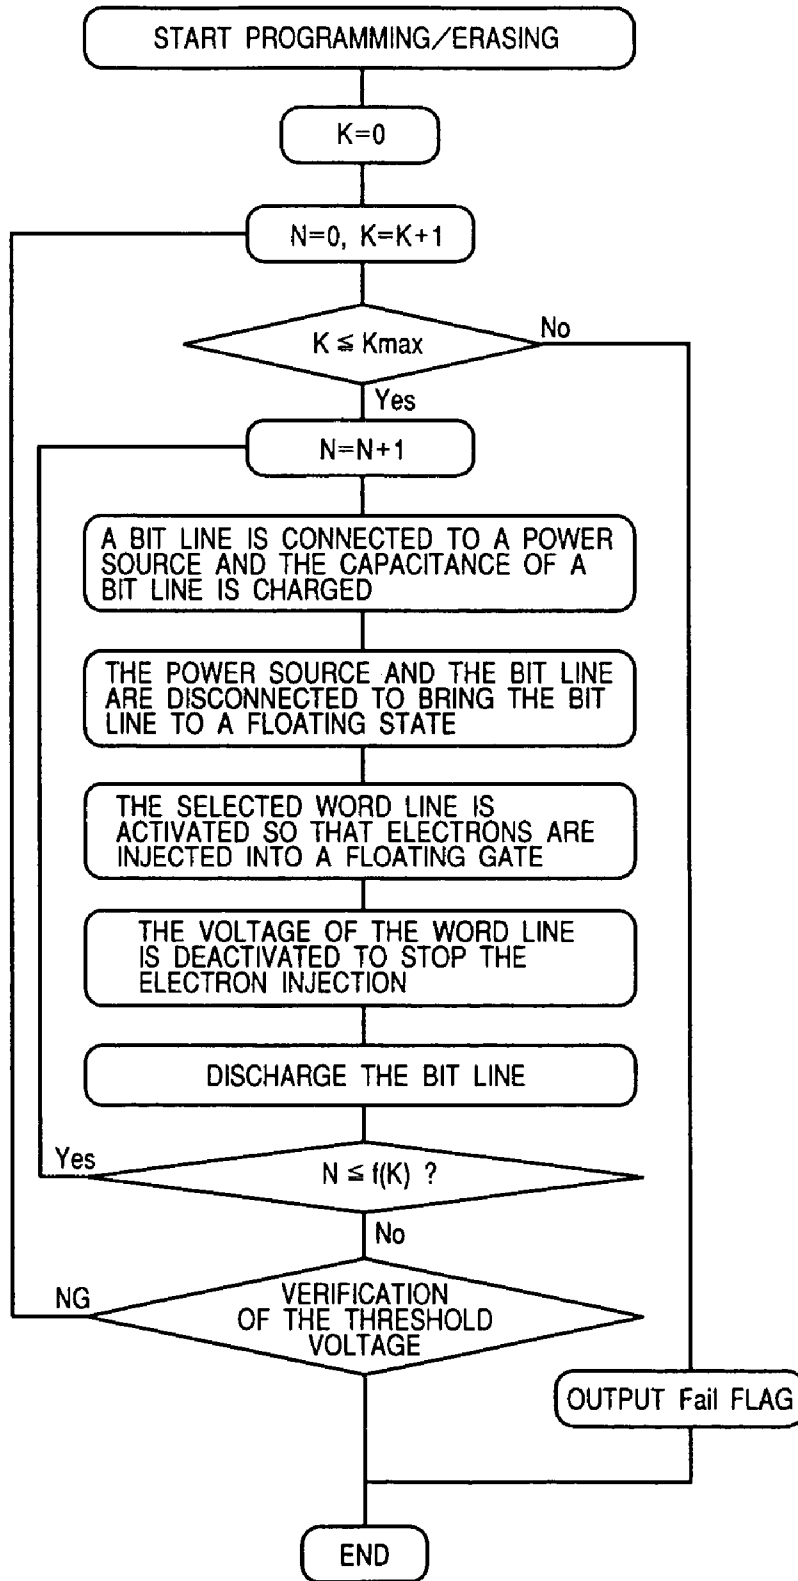 START PROGRAMMING/ERASING
K=0
N=0, K=K+1
K ≦ Kmax
No
Yes
N=N+1
A BIT LINE IS CONNECTED TO A POWER
SOURCE AND THE CAPACITANCE OF A
BIT LINE IS CHARGED
THE POWER SOURCE AND THE BIT LINE
ARE DISCONNECTED TO BRING THE BIT
LINE TO A FLOATING STATE
THE SELECTED WORD LINE IS
ACTIVATED SO THAT ELECTRONS ARE
INJECTED INTO A FLOATING GATE
THE VOLTAGE OF THE WORD LINE
IS DEACTIVATED TO STOP THE
ELECTRON INJECTION
DISCHARGE THE BIT LINE
Yes
N ≦ f(K) ?
No
NG
VERIFICATION
OF THE THRESHOLD
VOLTAGE
OUTPUT Fail FLAG
END